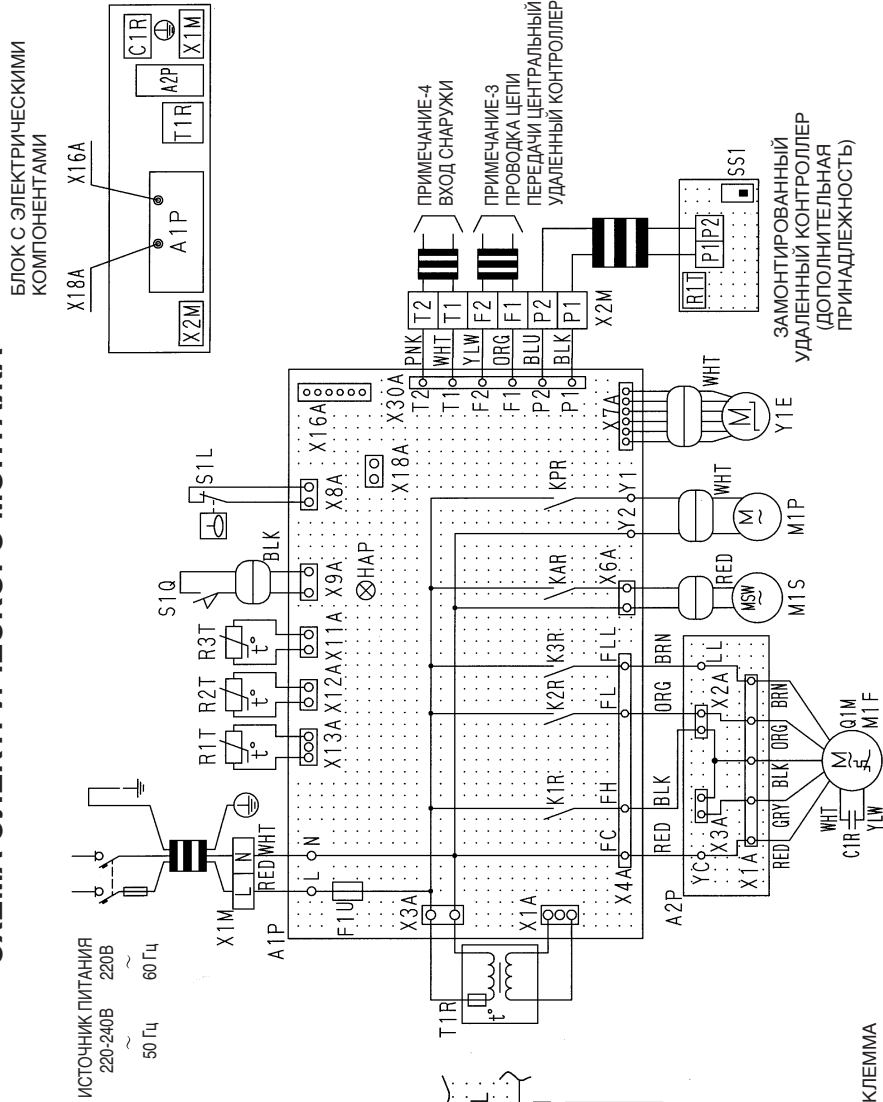 БЛОК С ЭЛЕКТРИЧЕСКИМИ
КОМПОНЕНТАМИ
X18A
X16A
X2M
A1P
T1R
A2P
C1R
X1M
ИСТОЧНИК ПИТАНИЯ
220-240В
220В
~
~
50 Гц
60 Гц
X1M
L
N
RED
WHT
A1P
L
N
F1U
R1T
t°
X13A
R2T
t°
X12A
R3T
t°
X11A
S1Q
BLK
X9A
HAP
S1L
X8A
X18A
X16A
X30A
T2
T1
F2
F1
P2
P1
PNK
WHT
YLW
ORG
BLU
BLK
T2
T1
F2
F1
P2
P1
X2M
ПРИМЕЧАНИЕ-4
ВХОД СНАРУЖИ
ПРИМЕЧАНИЕ-3
ПРОВОДКА ЦЕПИ
ПЕРЕДАЧИ ЦЕНТРАЛЬНЫЙ
УДАЛЕННЫЙ КОНТРОЛЛЕР
R1T
P1
P2
SS1
ЗАМОНТИРОВАННЫЙ
УДАЛЕННЫЙ КОНТРОЛЛЕР
(ДОПОЛНИТЕЛЬНАЯ
ПРИНАДЛЕЖНОСТЬ)
X3A
X1A
T1R
t°
X4A
FC
FH
FL
FLL
K1R
K2R
K3R
KAR
KPR
X6A
Y2
Y1
X7A
RED
BLK
ORG
BRN
A2P
YC
X3A
X2A
LL
X1A
RED
GRY
BLK
ORG
BRN
WHT
C1R
YLW
M
~
Q1M
M1F
RED
MSW
~
M1S
WHT
M
~
M1P
WHT
M
Y1E
L
КЛЕММА